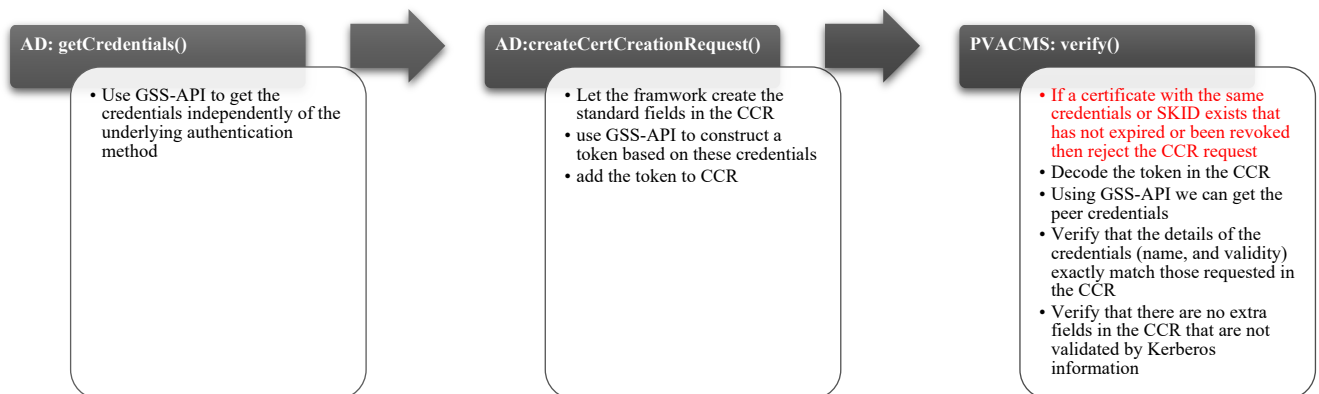 AD: getCredentials()
• Use GSS-API to get the
credentials independently of the
underlying authentication
method
AD:createCertCreationRequest()
• Let the framwork create the
standard fields in the CCR
• use GSS-API to construct a
token based on these credentials
• add the token to CCR
PVACMS: verify()
• If a certificate with the same
credentials or SKID exists that
has not expired or been revoked
then reject the CCR request
• Decode the token in the CCR
• Using GSS-API we can get the
peer credentials
• Verify that the details of the
credentials (name, and validity)
exactly match those requested in
the CCR
• Verify that there are no extra
fields in the CCR that are not
validated by Kerberos
information